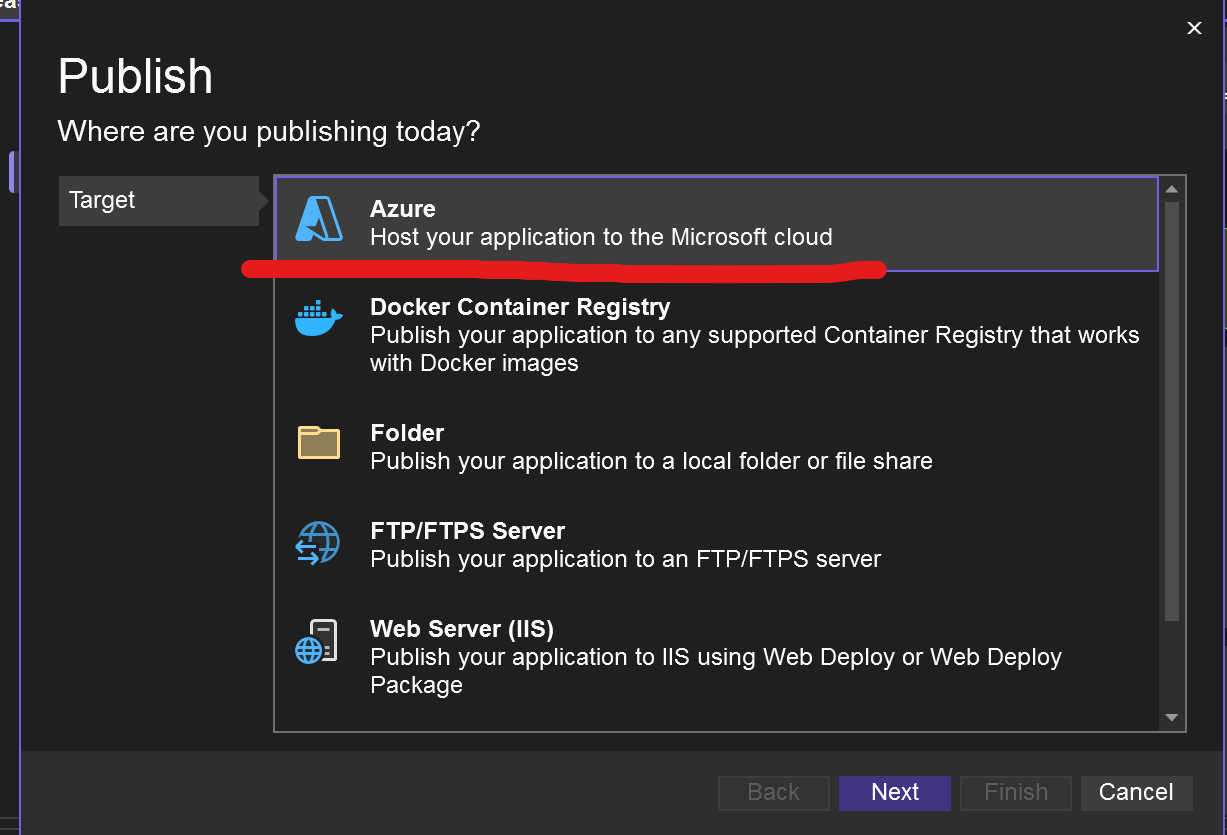 Publish
Where are you publishing today?
Target
Azure
Host your application to the Microsoft cloud
Docker Container Registry
Publish your application to any supported Container Registry that works
with Docker images
Folder
Publish your application to a local folder or file share
FTP/FTPS Server
Publish your application to an FTP/FTPS server
Web Server (IIS)
Publish your application to IIS using Web Deploy or Web Deploy
Package
Back
Next
Finish
Cancel